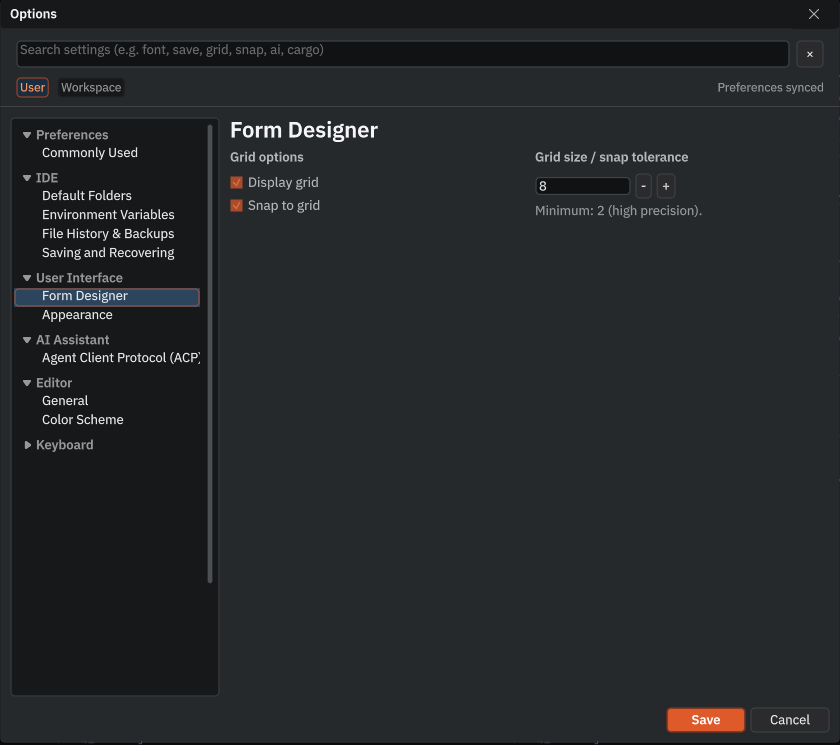 Options
Search settings (e.g. font, save, grid, snap, ai, cargo)
×
User Workspace Preferences synced
Preferences
Commonly Used
IDE
Default Folders
Environment Variables
File History & Backups
Saving and Recovering
User Interface
Form Designer
Appearance
AI Assistant
Agent Client Protocol (ACP)
Editor
General
Color Scheme
Keyboard
Form Designer
Grid options
Display grid
Snap to grid
Grid size / snap tolerance
8 - +
Minimum: 2 (high precision).
Save Cancel